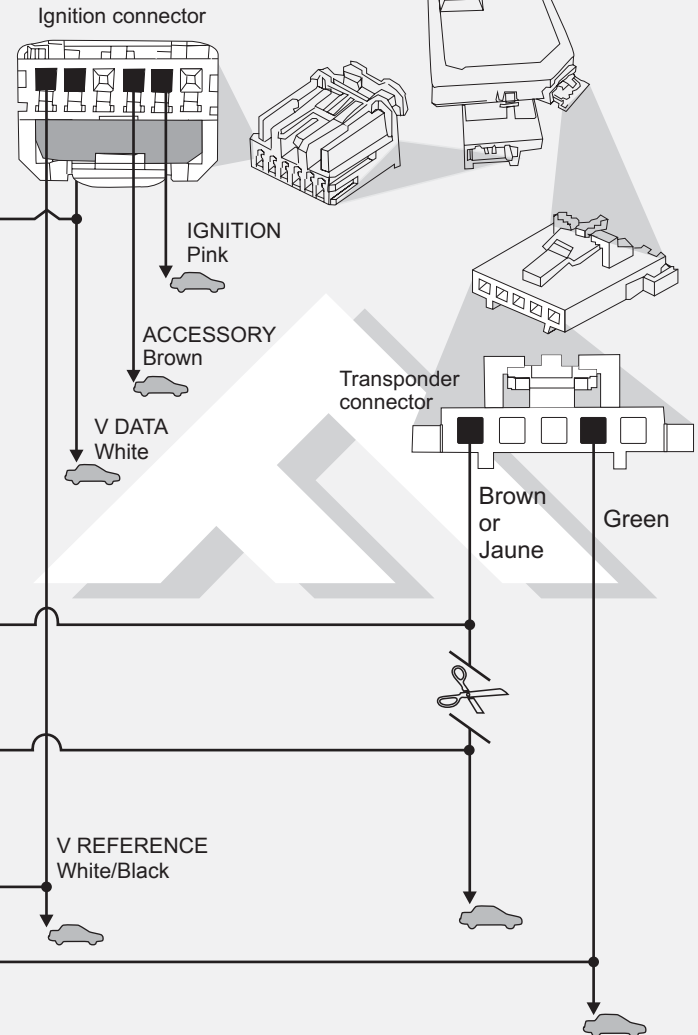 Ignition connector
IGNITION
Pink
ACCESSORY
Brown
Transponder
connector
V DATA
White
Brown
or
Jaune
Green
V REFERENCE
White/Black